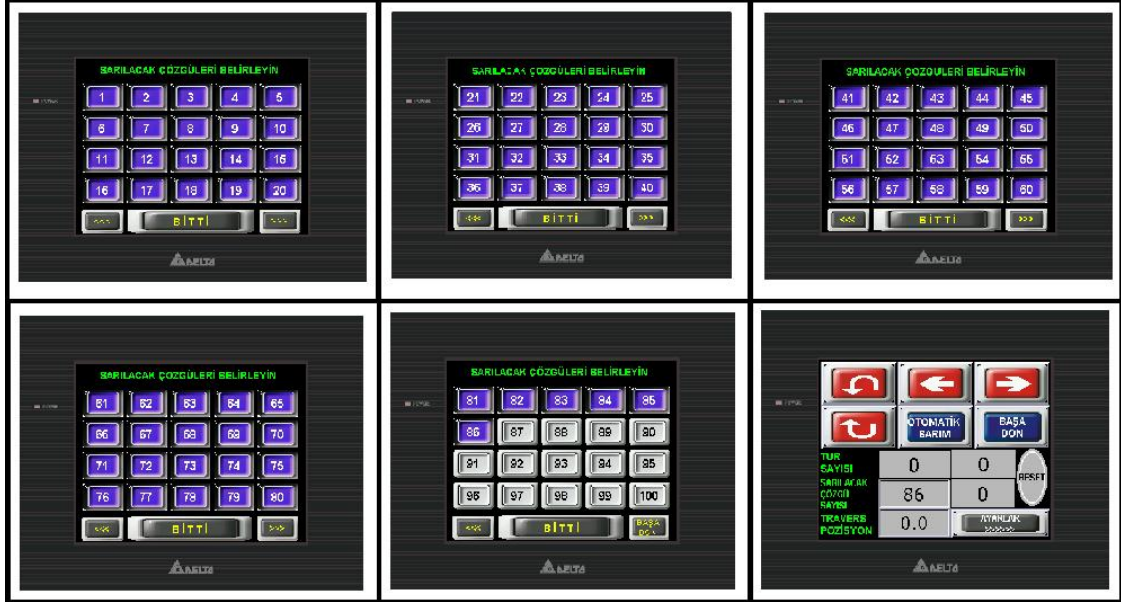 SARILACAK ÇÖZGÜLERİ BELİRLEYİN
1 2 3 4 5
6 7 8 9 10
11 12 13 14 15
16 17 18 19 20
<<< BİTTİ >>>
DELTA
SARILACAK ÇÖZGÜLERİ BELİRLEYİN
21 22 23 24 25
26 27 28 29 30
31 32 33 34 35
36 37 38 39 40
<<< BİTTİ >>>
DELTA
SARILACAK ÇÖZGÜLERİ BELİRLEYİN
41 42 43 44 45
46 47 48 49 50
51 52 53 54 55
56 57 58 59 60
<<< BİTTİ >>>
DELTA
SARILACAK ÇÖZGÜLERİ BELİRLEYİN
61 62 63 64 65
66 67 68 69 70
71 72 73 74 75
76 77 78 79 80
<<< BİTTİ >>>
DELTA
SARILACAK ÇÖZGÜLERİ BELİRLEYİN
81 82 83 84 85
86 87 88 89 90
91 92 93 94 95
96 97 98 99 100
<<< BİTTİ BAŞA DÖN
DELTA
OTOMATİK
SARIM
BAŞA
DÖN
TUR
SAYISI
0 0
RESET
SARILACAK
ÇÖZGÜ
SAYISI
86 0
TRAVERS
POZİSYON
0.0
AYARLAR
>>>>>>
DELTA